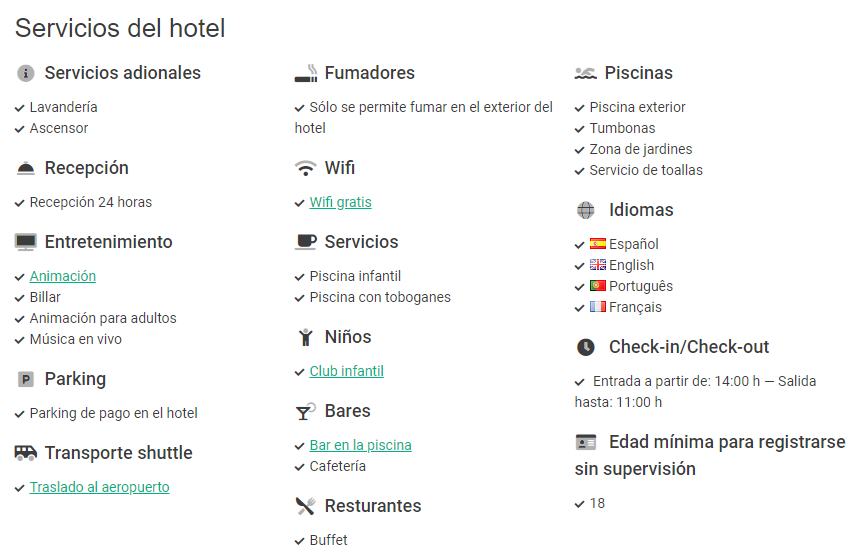 Servicios del hotel
Servicios adionales
Lavandería
Ascensor
Recepción
Recepción 24 horas
Entretenimiento
Animación
Billar
Animación para adultos
Música en vivo
Parking
P
Parking de pago en el hotel
Transporte shuttle
Traslado al aeropuerto
Fumadores
Sólo se permite fumar en el exterior del
hotel
Wifi
Wifi gratis
Servicios
Piscina infantil
Piscina con toboganes
Niños
Club infantil
Bares
Bar en la piscina
Cafetería
Resturantes
Buffet
Piscinas
Piscina exterior
Tumbonas
Zona de jardines
Servicio de toallas
Idiomas
Español
English
Português
Français
Check-in/Check-out
Entrada a partir de: 14:00 h — Salida
hasta: 11:00 h
Edad mínima para registrarse
sin supervisión
18